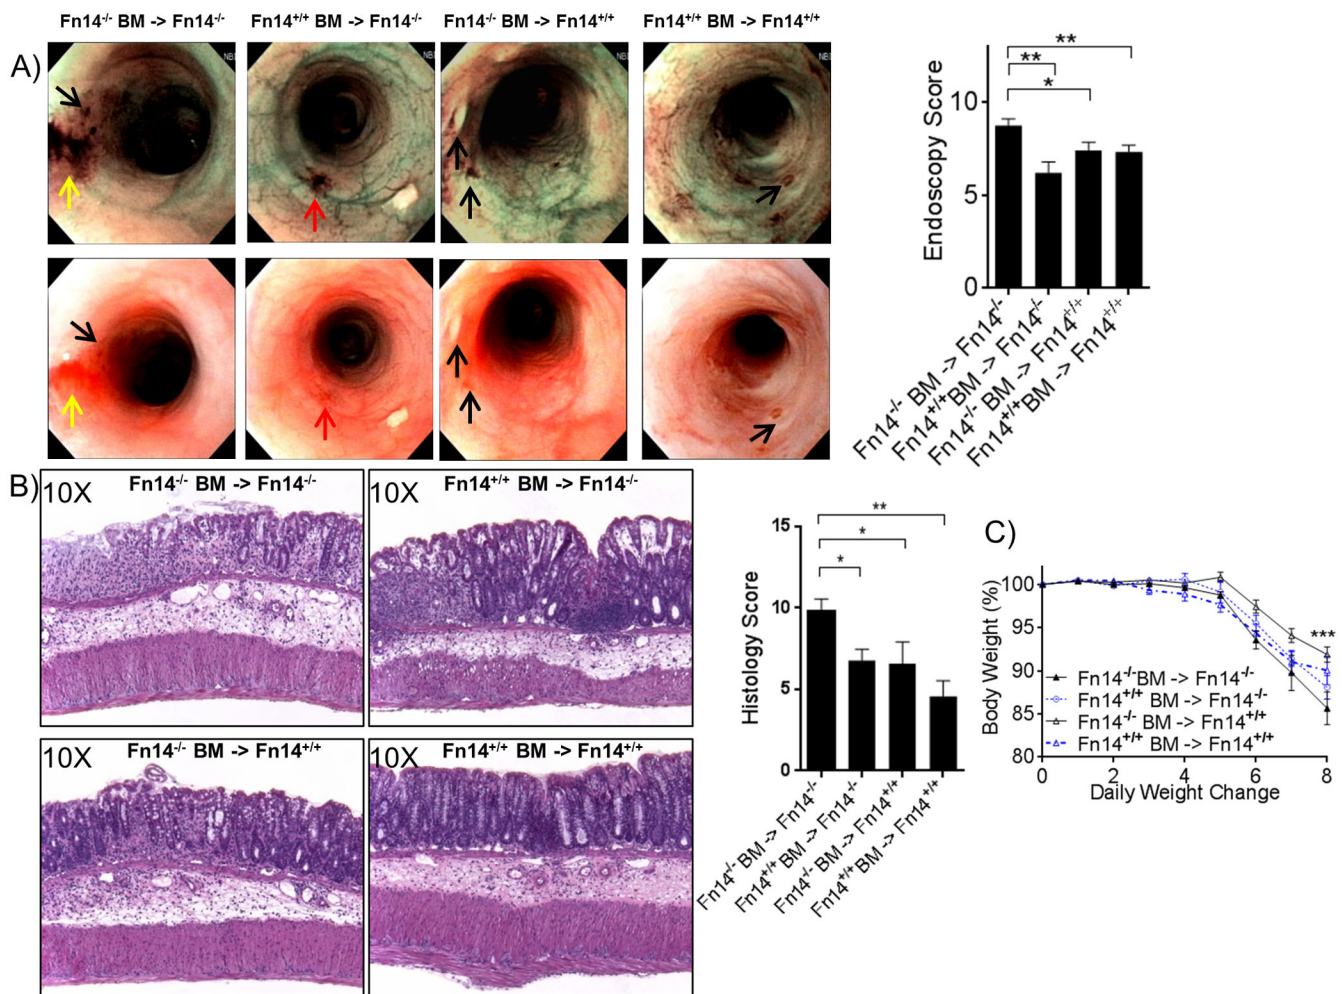 Fn14-/- BM -> Fn14-/- Fn14+/+ BM -> Fn14-/- Fn14-/- BM -> Fn14+/+ Fn14+/+ BM -> Fn14+/+
A)
**
**
*
10
5
0
Endoscopy Score
Fn14-/- BM -> Fn14-/-
Fn14+/+BM -> Fn14-/-
Fn14-/- BM -> Fn14+/+
Fn14+/+BM -> Fn14+/+
B)
10X Fn14-/- BM -> Fn14-/-
10X Fn14+/+ BM -> Fn14-/-
10X Fn14-/- BM -> Fn14+/+
10X Fn14+/+ BM -> Fn14+/+
**
*
*
15
10
5
0
Histology Score
Fn14-/- BM -> Fn14-/-
Fn14+/+ BM -> Fn14-/-
Fn14-/- BM -> Fn14+/+
Fn14+/+BM -> Fn14+/+
C)
100
95
90
85
80
Body Weight (%)
***
Fn14-/-BM -> Fn14-/-
Fn14+/+ BM -> Fn14-/-
Fn14-/- BM -> Fn14+/+
Fn14+/+ BM -> Fn14+/+
0 2 4 6 8
Daily Weight Change